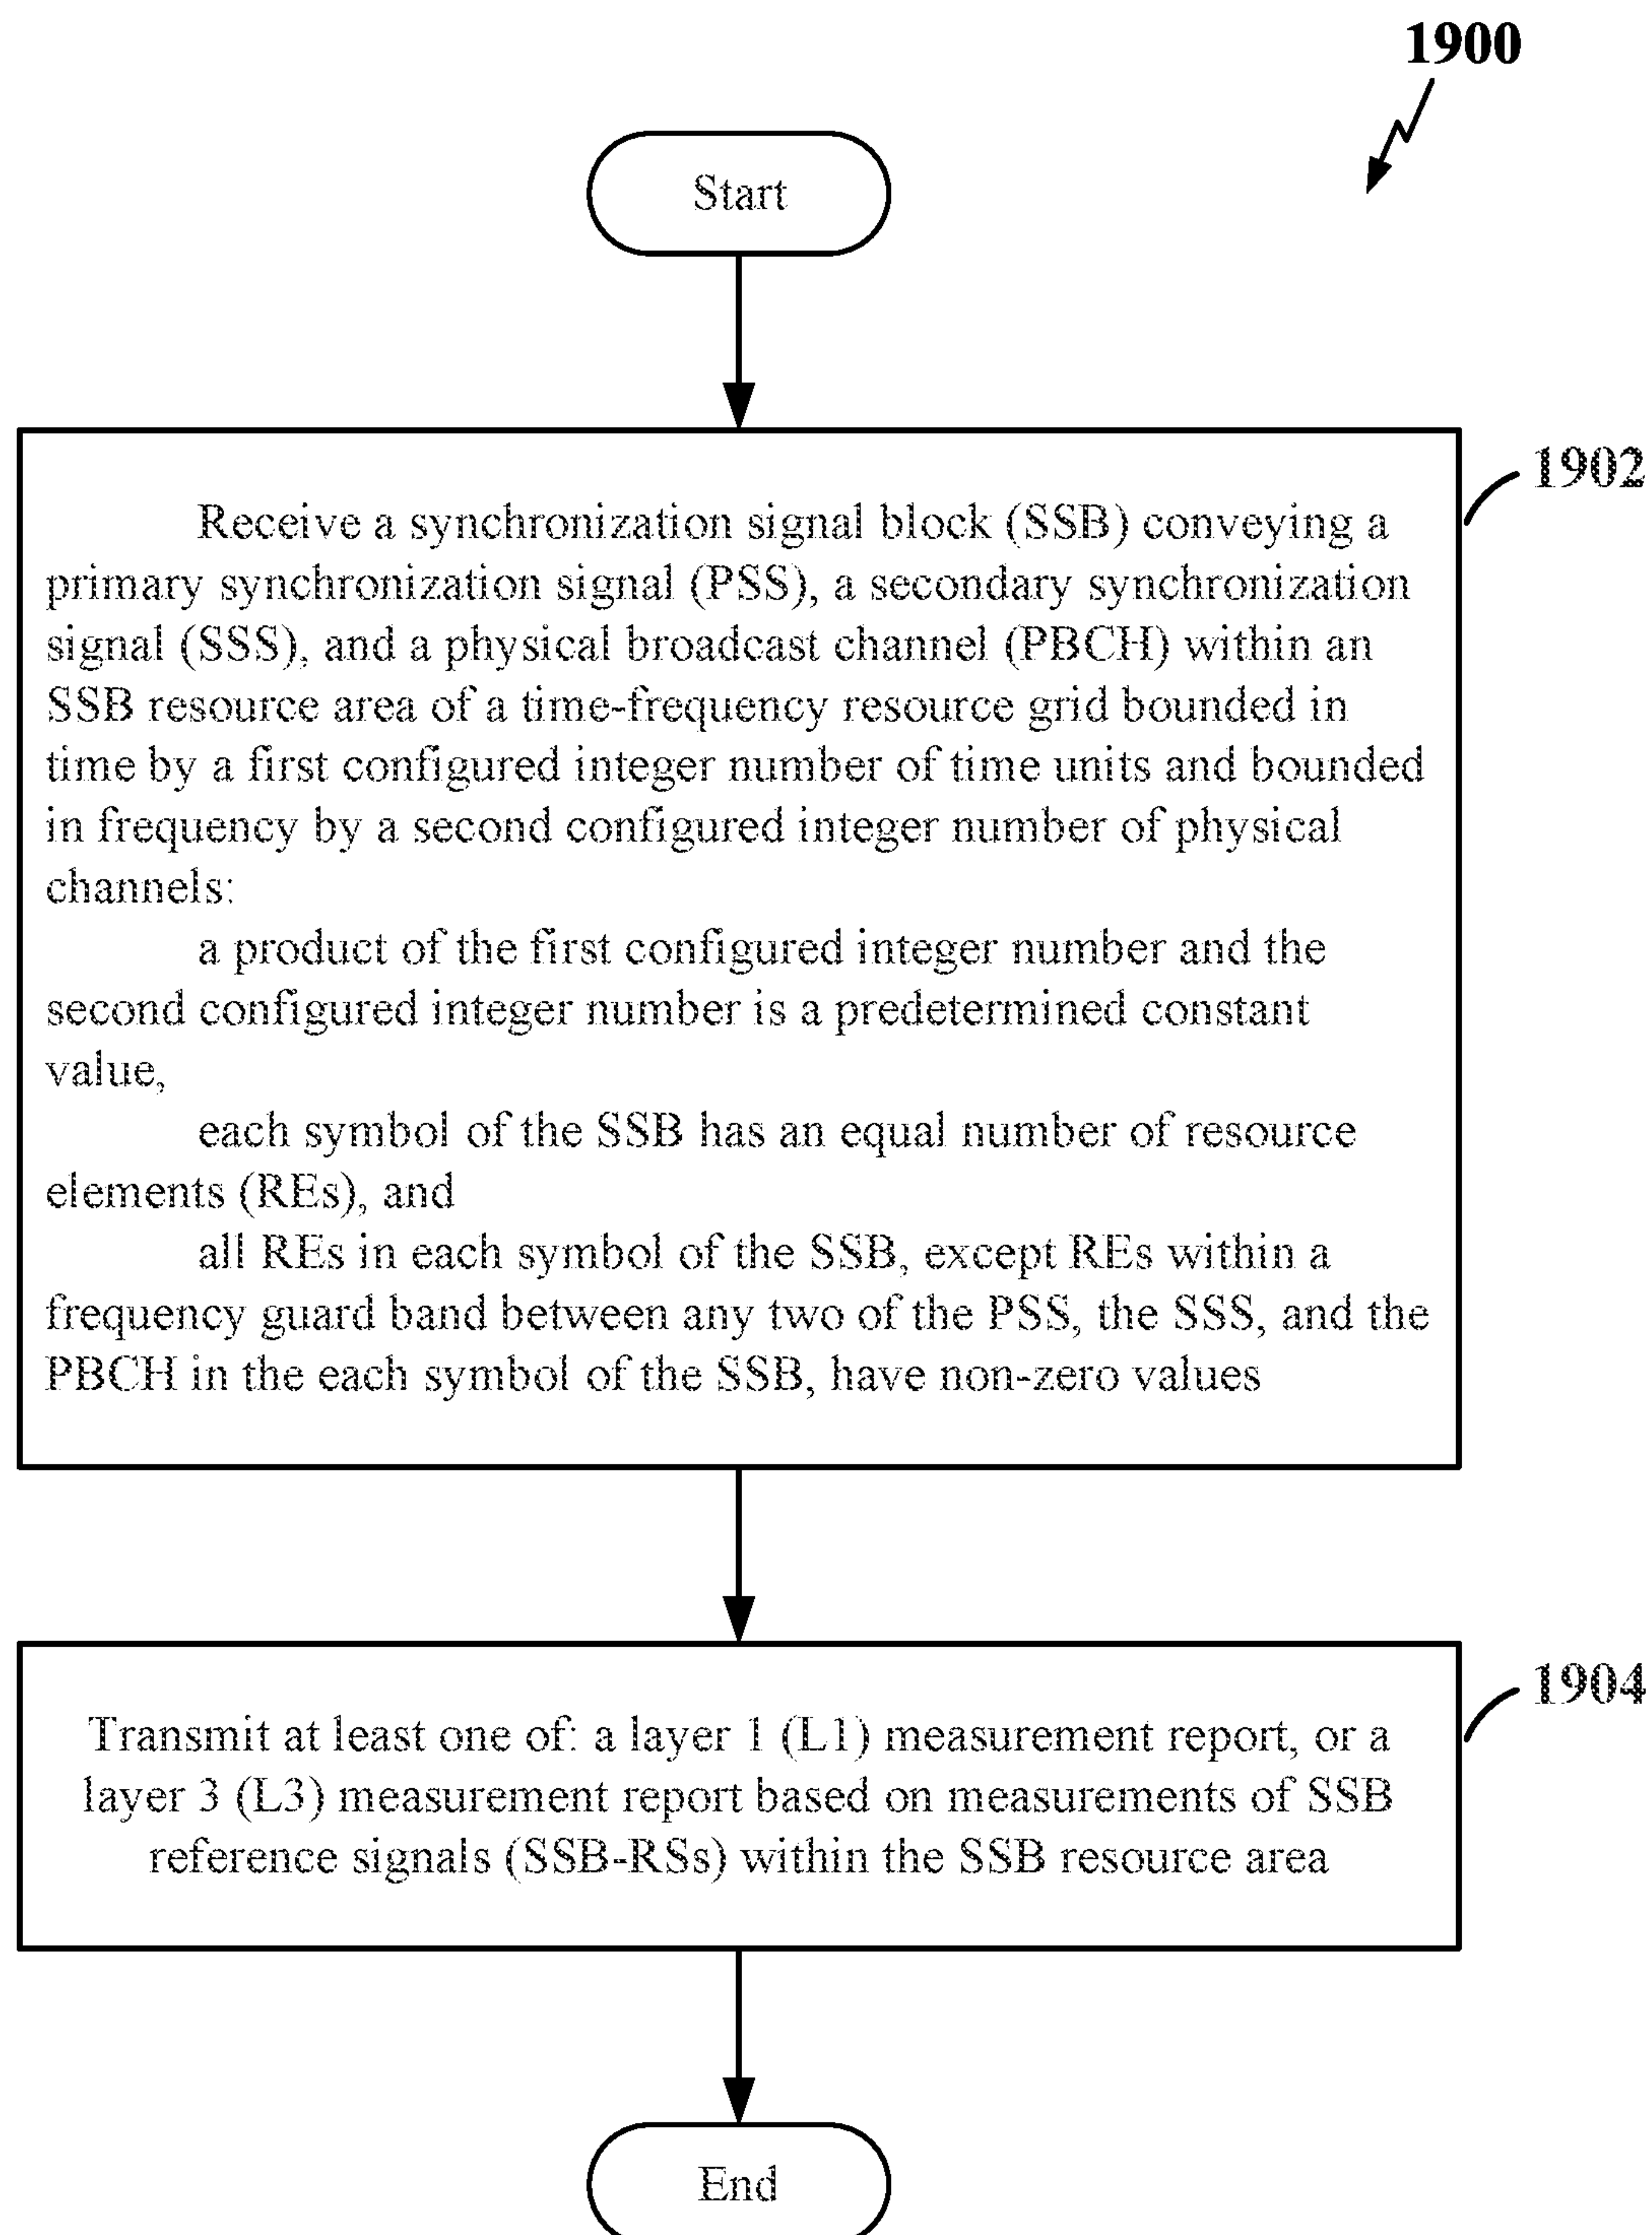 1900
Start
1902
Receive a synchronization signal block (SSB) conveying a
primary synchronization signal (PSS), a secondary synchronization
signal (SSS), and a physical broadcast channel (PBCH) within an
SSB resource area of a time-frequency resource grid bounded in
time by a first configured integer number of time units and bounded
in frequency by a second configured integer number of physical
channels:
a product of the first configured integer number and the
second configured integer number is a predetermined constant
value,
each symbol of the SSB has an equal number of resource
elements (REs), and
all REs in each symbol of the SSB, except REs within a
frequency guard band between any two of the PSS, the SSS, and the
PBCH in the each symbol of the SSB, have non-zero values
1904
Transmit at least one of: a layer 1 (L1) measurement report, or a
layer 3 (L3) measurement report based on measurements of SSB
reference signals (SSB-RSs) within the SSB resource area
End